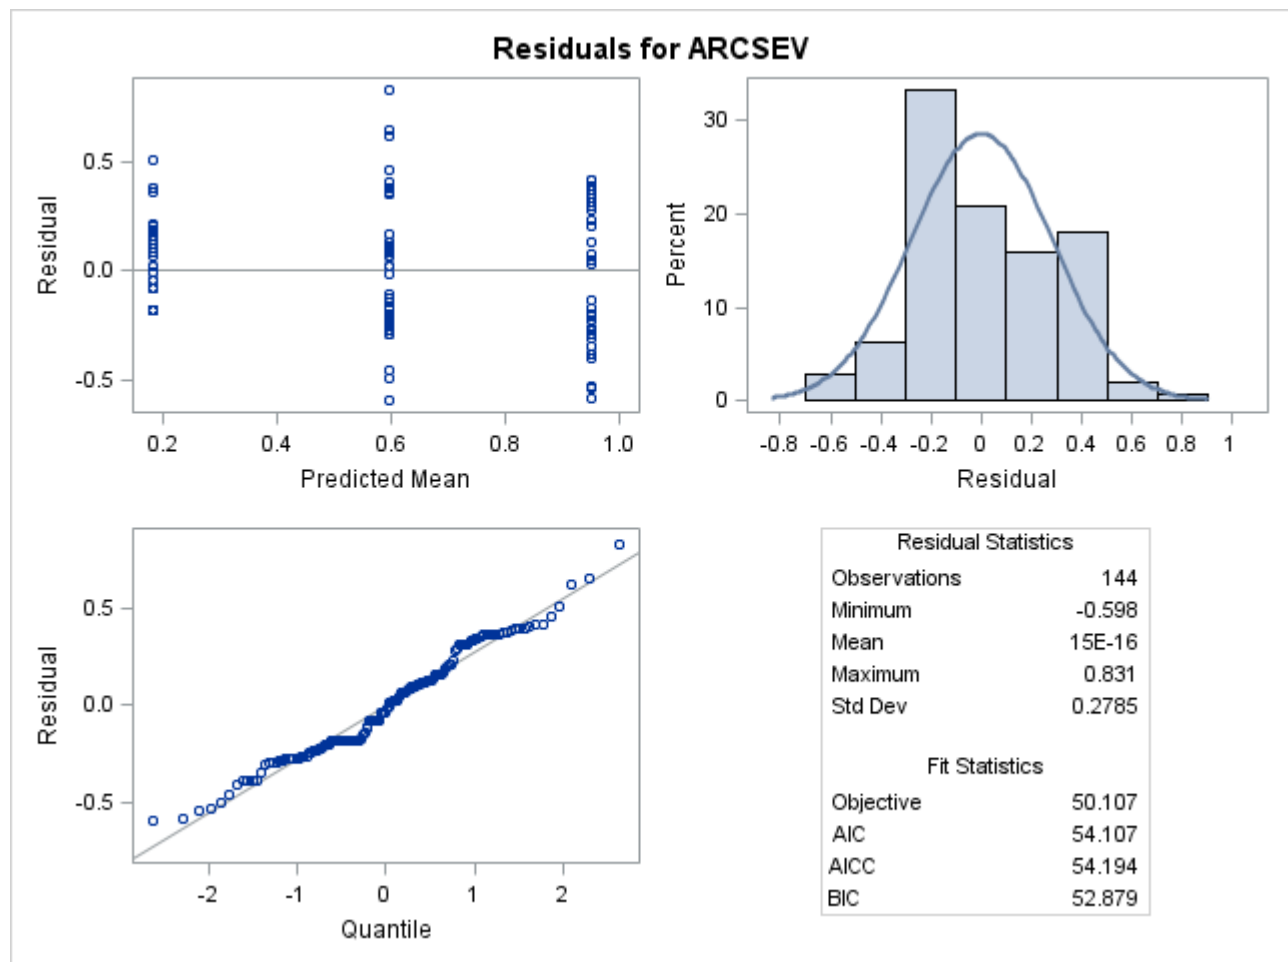 Residuals for ARCSEV
0.5
0.0
-0.5
Residual
0.2 0.4 0.6 0.8 1.0
Predicted Mean
30
20
10
0
Percent
-0.8 -0.6 -0.4 -0.2 0 0.2 0.4 0.6 0.8 1
Residual
0.5
0.0
-0.5
Residual
-2 -1 0 1 2
Quantile
Residual Statistics
Observations 144
Minimum -0.598
Mean 15E-16
Maximum 0.831
Std Dev 0.2785
Fit Statistics
Objective 50.107
AIC 54.107
AICC 54.194
BIC 52.879